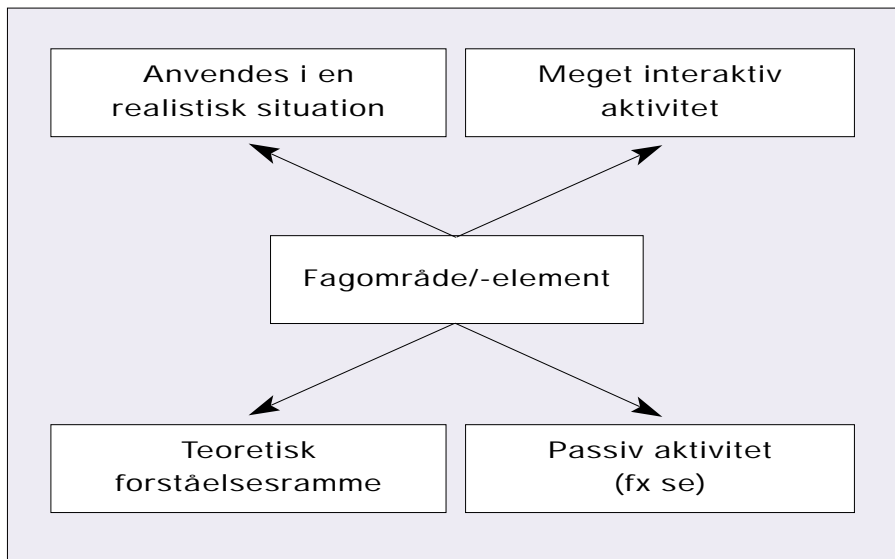 Anvendes i en
realistisk situation
Meget interaktiv
aktivitet
Fagområde/-element
Teoretisk
forståelsesramme
Passiv aktivitet
(fx se)